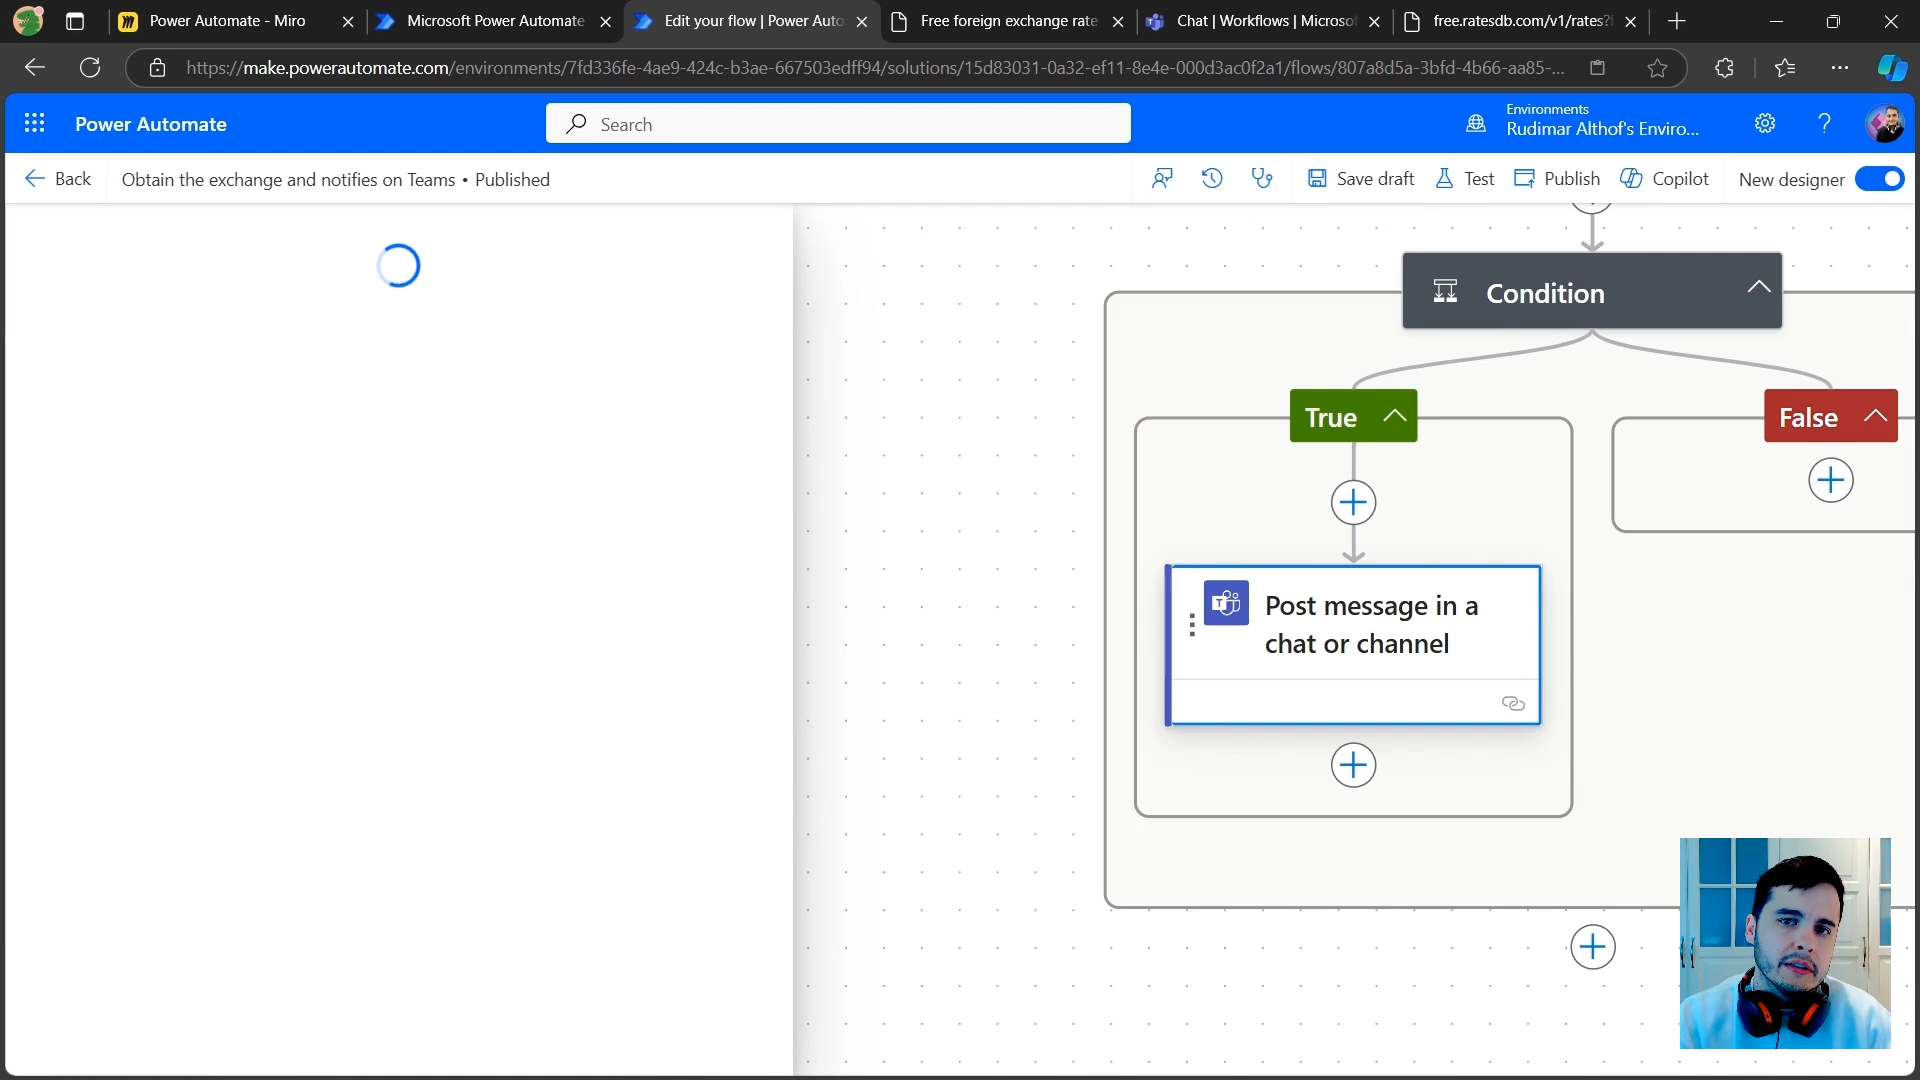 Power Automate - Miro
Microsoft Power Automate
Edit your flow | Power Auto
Free foreign exchange rate
Chat | Workflows | Microsof
free.ratesdb.com/v1/rates?f
https://make.powerautomate.com/environments/7fd336fe-4ae9-424c-b3ae-667503edff94/solutions/15d83031-0a32-ef11-8e4e-000d3ac0f2a1/flows/807a8d5a-3bfd-4b66-aa85-...
Power Automate
Search
Environments
Rudimar Althof's Enviro...
Back
Obtain the exchange and notifies on Teams • Published
Save draft
Test
Publish
Copilot
New designer
Condition
True
False
Post message in a
chat or channel